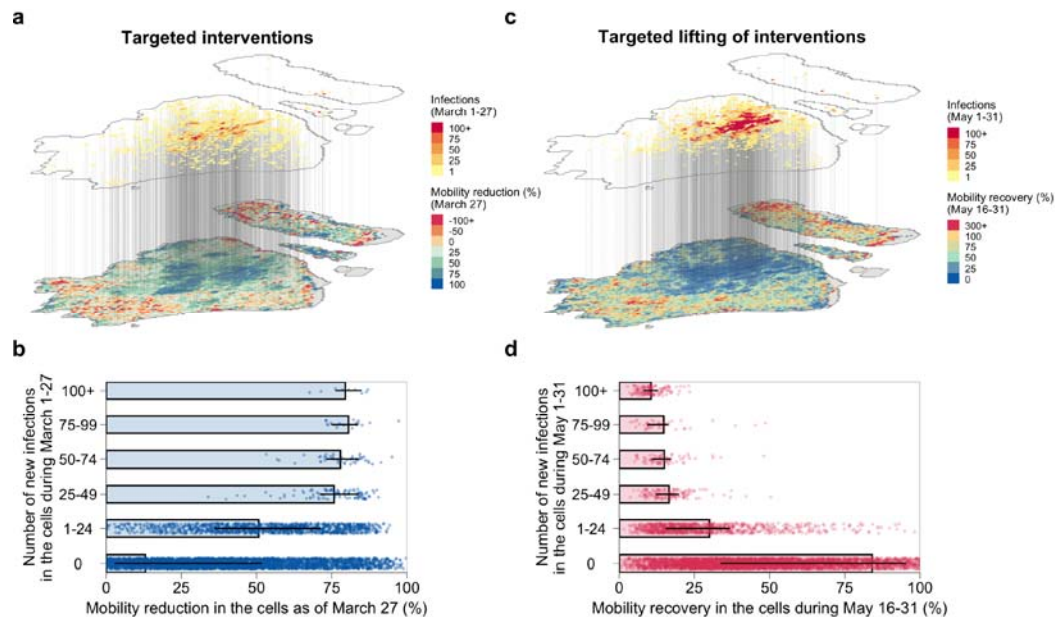 a
Targeted interventions
Infections
(March 1-27)
100+
75
50
25
1
Mobility reduction (%)
(March 27)
-100+
-50
0
25
50
75
100
c
Targeted lifting of interventions
Infections
(May 1-31)
100+
75
50
25
1
Mobility recovery (%)
(May 16-31)
300+
100
75
50
25
0
b
Number of new infections
in the cells during March 1-27
100+
75-99
50-74
25-49
1-24
0
0
25
50
75
100
Mobility reduction in the cells as of March 27 (%)
d
Number of new infections
in the cells during May 1-31
100+
75-99
50-74
25-49
1-24
0
0
25
50
75
100
Mobility recovery in the cells during May 16-31 (%)